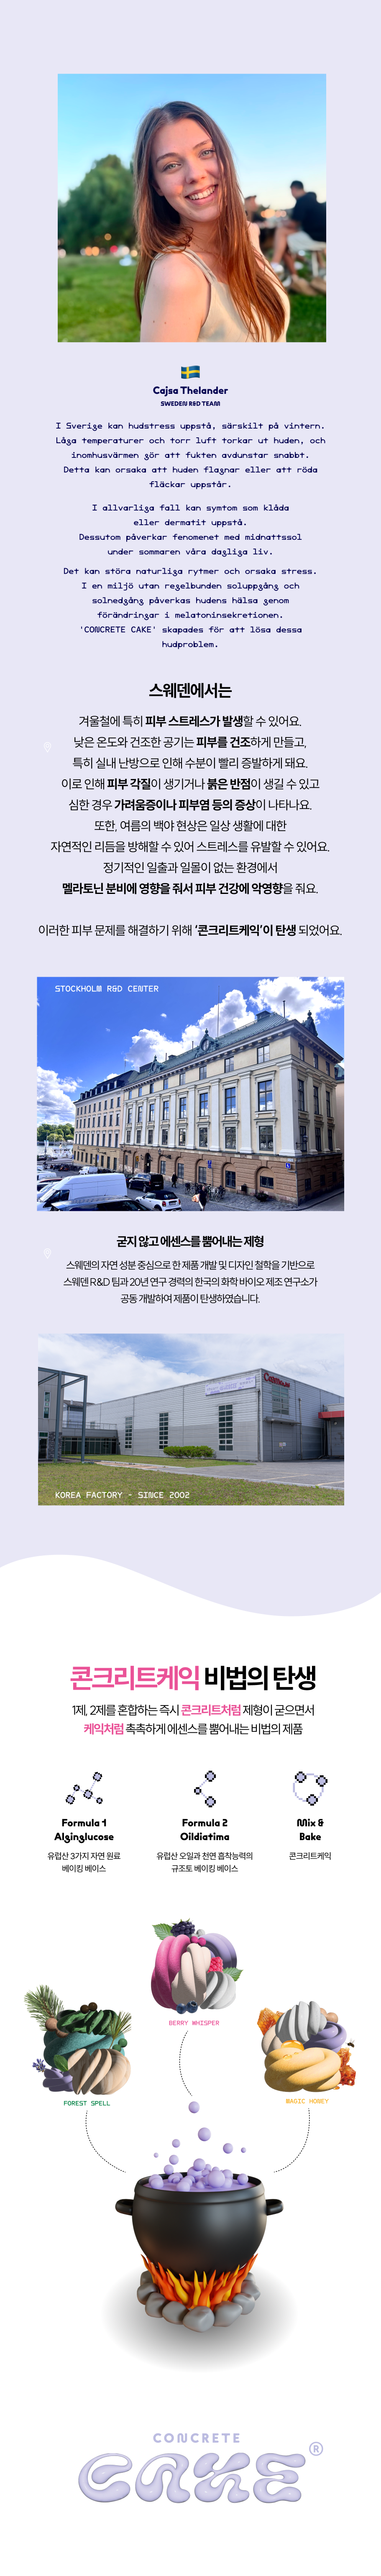 Cajsa Thelander
SWEDEN R&D TEAM
I Sverige kan hudstress uppstå, särskilt på vintern.
Låga temperaturer och torr luft torkar ut huden, och
inomhusvärmen gör att fukten avdunstar snabbt.
Detta kan orsaka att huden flagnar eller att röda
fläckar uppstår.
I allvarliga fall kan symtom som klåda
eller dermatit uppstå.
Dessutom påverkar fenomenet med midnattssol
under sommaren våra dagliga liv.
Det kan störa naturliga rytmer och orsaka stress.
I en miljö utan regelbunden soluppgång och
solnedgång påverkas hudens hälsa genom
förändringar i melatoninsekretionen.
'CONCRETE CAKE' skapades för att lösa dessa
hudproblem.
스웨덴에서는
겨울철에 특히 피부 스트레스가 발생할 수 있어요.
낮은 온도와 건조한 공기는 피부를 건조하게 만들고,
특히 실내 난방으로 인해 수분이 빨리 증발하게 돼요.
이로 인해 피부 각질이 생기거나 붉은 반점이 생길 수 있고
심한 경우 가려움증이나 피부염 등의 증상이 나타나요.
또한, 여름의 백야 현상은 일상 생활에 대한
자연적인 리듬을 방해할 수 있어 스트레스를 유발할 수 있어요.
정기적인 일출과 일몰이 없는 환경에서
멜라토닌 분비에 영향을 줘서 피부 건강에 악영향을 줘요.
이러한 피부 문제를 해결하기 위해 '콘크리트케익'이 탄생 되었어요.
STOCKHOLM R&D CENTER
굳지 않고 에센스를 뿜어내는 제형
스웨덴의 자연 성분 중심으로 한 제품 개발 및 디자인 철학을 기반으로
스웨덴 R&D 팀과 20년 연구 경력의 한국의 화학 바이오 제조 연구소가
공동 개발하여 제품이 탄생하였습니다.
KOREA FACTORY - SINCE 2002
콘크리트케익 비법의 탄생
1제, 2제를 혼합하는 즉시 콘크리트처럼 제형이 굳으면서
케익처럼 촉촉하게 에센스를 뿜어내는 비법의 제품
Formula 1
Alginglucose
유럽산 3가지 자연 원료
베이킹 베이스
Formula 2
Oildiatima
유럽산 오일과 천연 흡착능력의
규조토 베이킹 베이스
Mix &
Bake
콘크리트케익
BERRY WHISPER
FOREST SPELL
MAGIC HONEY
CONCRETE
CAKE®